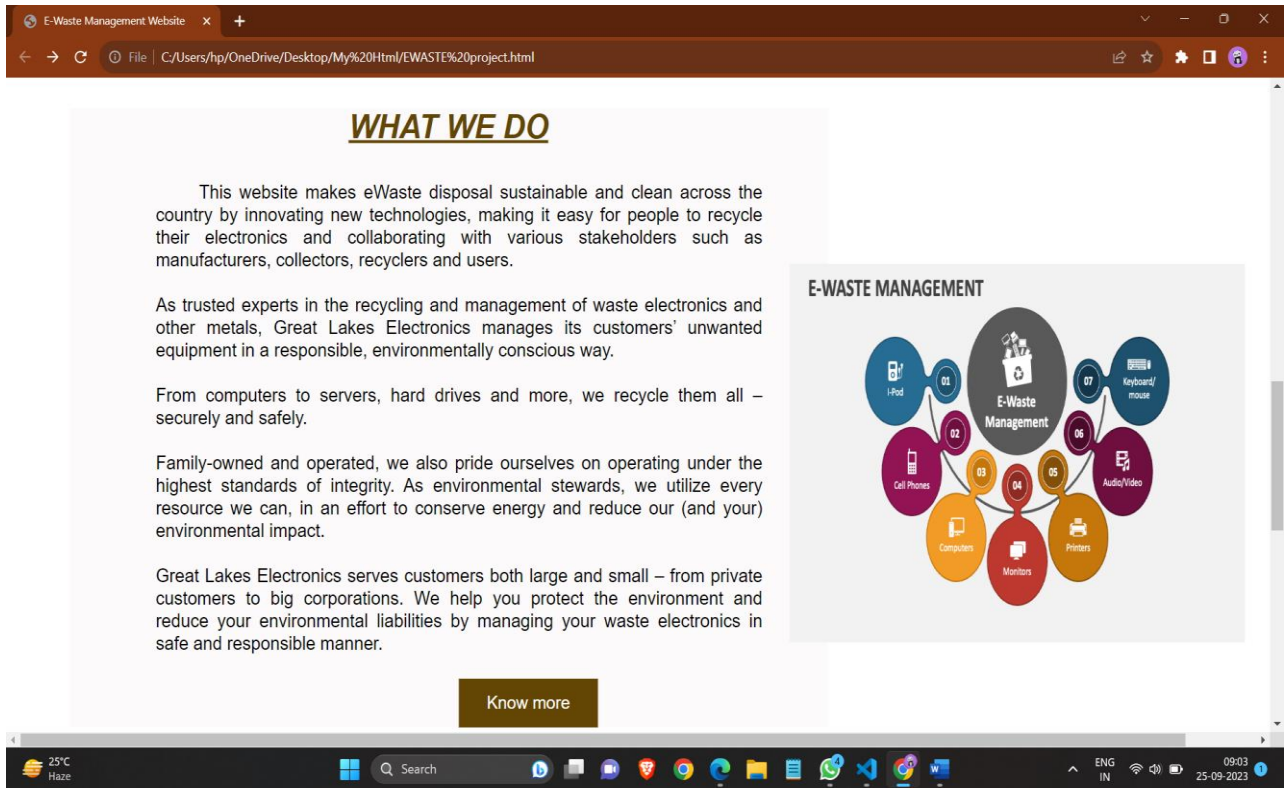 E-Waste Management Website
File
C:/Users/hp/OneDrive/Desktop/My%20Html/EWASTE%20project.html
WHAT WE DO
This website makes eWaste disposal sustainable and clean across the
country by innovating new technologies, making it easy for people to recycle
their electronics and collaborating with various stakeholders such as
manufacturers, collectors, recyclers and users.
As trusted experts in the recycling and management of waste electronics and
other metals, Great Lakes Electronics manages its customers’ unwanted
equipment in a responsible, environmentally conscious way.
From computers to servers, hard drives and more, we recycle them all –
securely and safely.
Family-owned and operated, we also pride ourselves on operating under the
highest standards of integrity. As environmental stewards, we utilize every
resource we can, in an effort to conserve energy and reduce our (and your)
environmental impact.
Great Lakes Electronics serves customers both large and small – from private
customers to big corporations. We help you protect the environment and
reduce your environmental liabilities by managing your waste electronics in
safe and responsible manner.
Know more
E-WASTE MANAGEMENT
E-Waste
Management
01
I-Pod
02
Cell Phones
03
Computers
04
Monitors
05
Printers
06
Audio/Video
07
Keyboard/
mouse
25°C
Haze
Search
4
ENG
IN
09:03
25-09-2023
1